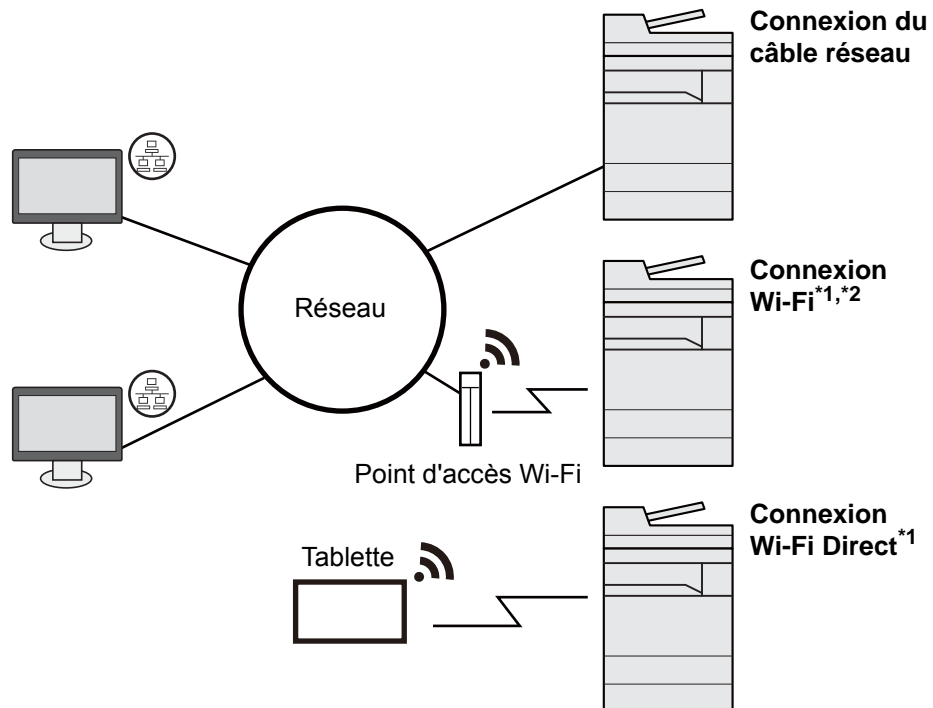 Connexion du
câble réseau
Réseau
Connexion
Wi-Fi*1,*2
Point d'accès Wi-Fi
Connexion
Wi-Fi Direct*1
Tablette